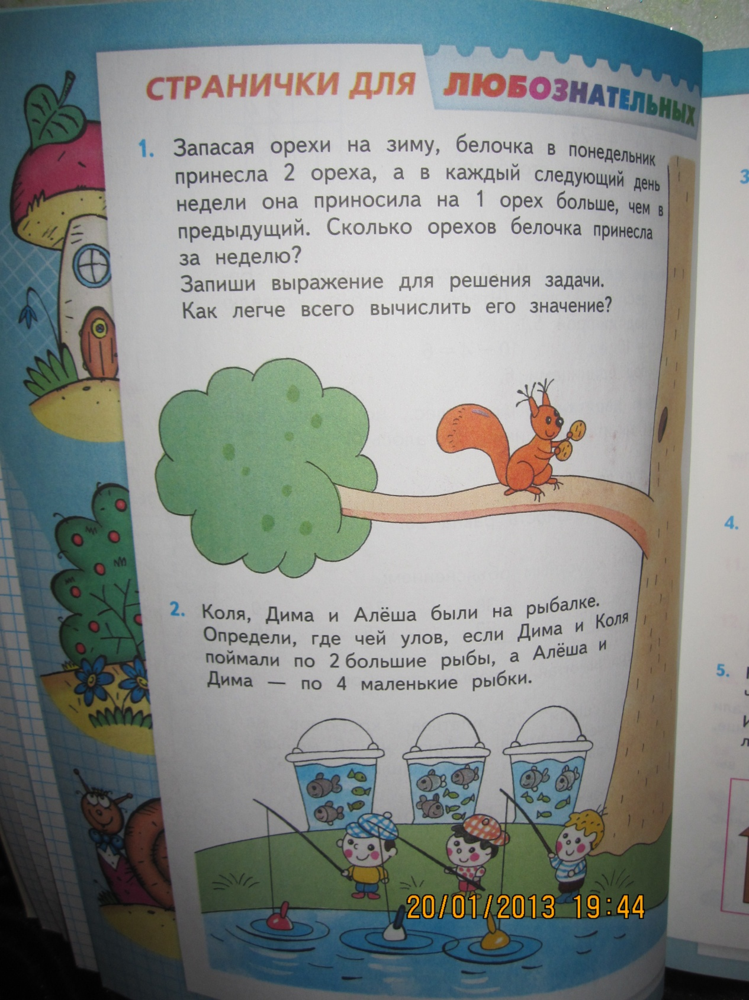 СТРАНИЧКИ ДЛЯ ЛЮБОЗНАТЕЛЬНЫХ
1. Запасая орехи на зиму, белочка в понедельник
принесла 2 ореха, а в каждый следующий день
недели она приносила на 1 орех больше, чем в
предыдущий. Сколько орехов белочка принесла
за неделю?
Запиши выражение для решения задачи.
Как легче всего вычислить его значение?
2. Коля, Дима и Алёша были на рыбалке.
Определи, где чей улов, если Дима и Коля
поймали по 2 большие рыбы, а Алёша и
Дима — по 4 маленькие рыбки.
20/01/2013 19:44
3
4.
5.